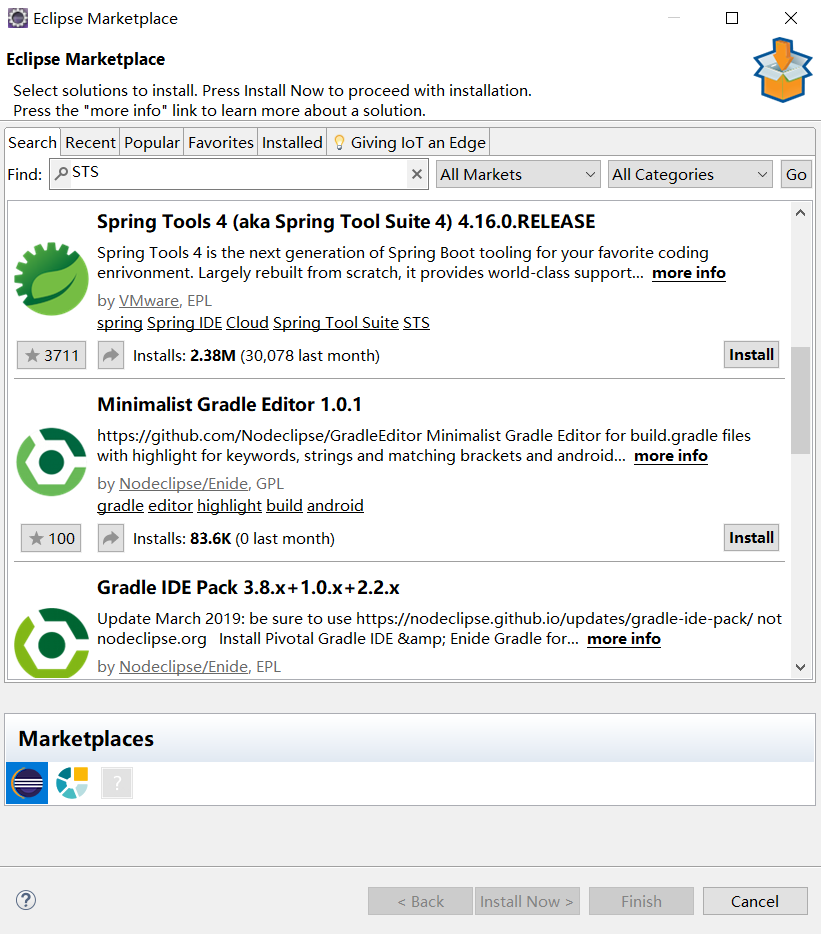 Eclipse Marketplace
Eclipse Marketplace
Select solutions to install. Press Install Now to proceed with installation.
Press the "more info" link to learn more about a solution.
Search Recent Popular Favorites Installed Giving IoT an Edge
Find: STS All Markets All Categories Go
Spring Tools 4 (aka Spring Tool Suite 4) 4.16.0.RELEASE
Spring Tools 4 is the next generation of Spring Boot tooling for your favorite coding
enrivonment. Largely rebuilt from scratch, it provides world-class support... more info
by VMware, EPL
spring Spring IDE Cloud Spring Tool Suite STS
3711 Installs: 2.38M (30,078 last month) Install
Minimalist Gradle Editor 1.0.1
https://github.com/Nodeclipse/GradleEditor Minimalist Gradle Editor for build.gradle files
with highlight for keywords, strings and matching brackets and android... more info
by Nodeclipse/Enide, GPL
gradle editor highlight build android
100 Installs: 83.6K (0 last month) Install
Gradle IDE Pack 3.8.x+1.0.x+2.2.x
Update March 2019: be sure to use https://nodeclipse.github.io/updates/gradle-ide-pack/ not
nodeclipse.org Install Pivotal Gradle IDE &amp; Enide Gradle for... more info
by Nodeclipse/Enide, EPL
Marketplaces
?
? < Back Install Now > Finish Cancel